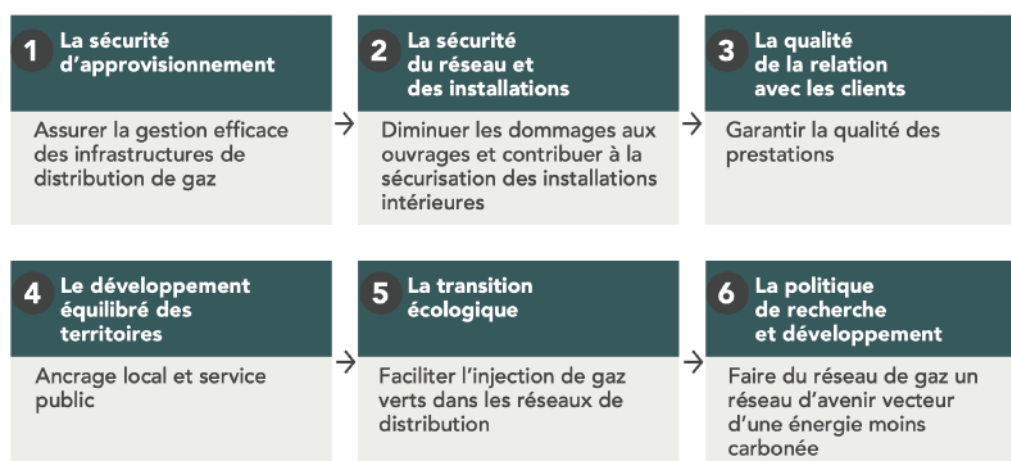 1
La sécurité
d’approvisionnement
Assurer la gestion efficace
des infrastructures de
distribution de gaz
2
La sécurité
du réseau et
des installations
Diminuer les dommages aux
ouvrages et contribuer à la
sécurisation des installations
intérieures
3
La qualité
de la relation
avec les clients
Garantir la qualité des
prestations
4
Le développement
équilibré des
territoires
Ancrage local et service
public
5
La transition
écologique
Faciliter l’injection de gaz
verts dans les réseaux de
distribution
6
La politique
de recherche
et développement
Faire du réseau de gaz un
réseau d’avenir vecteur
d’une énergie moins
carbonée